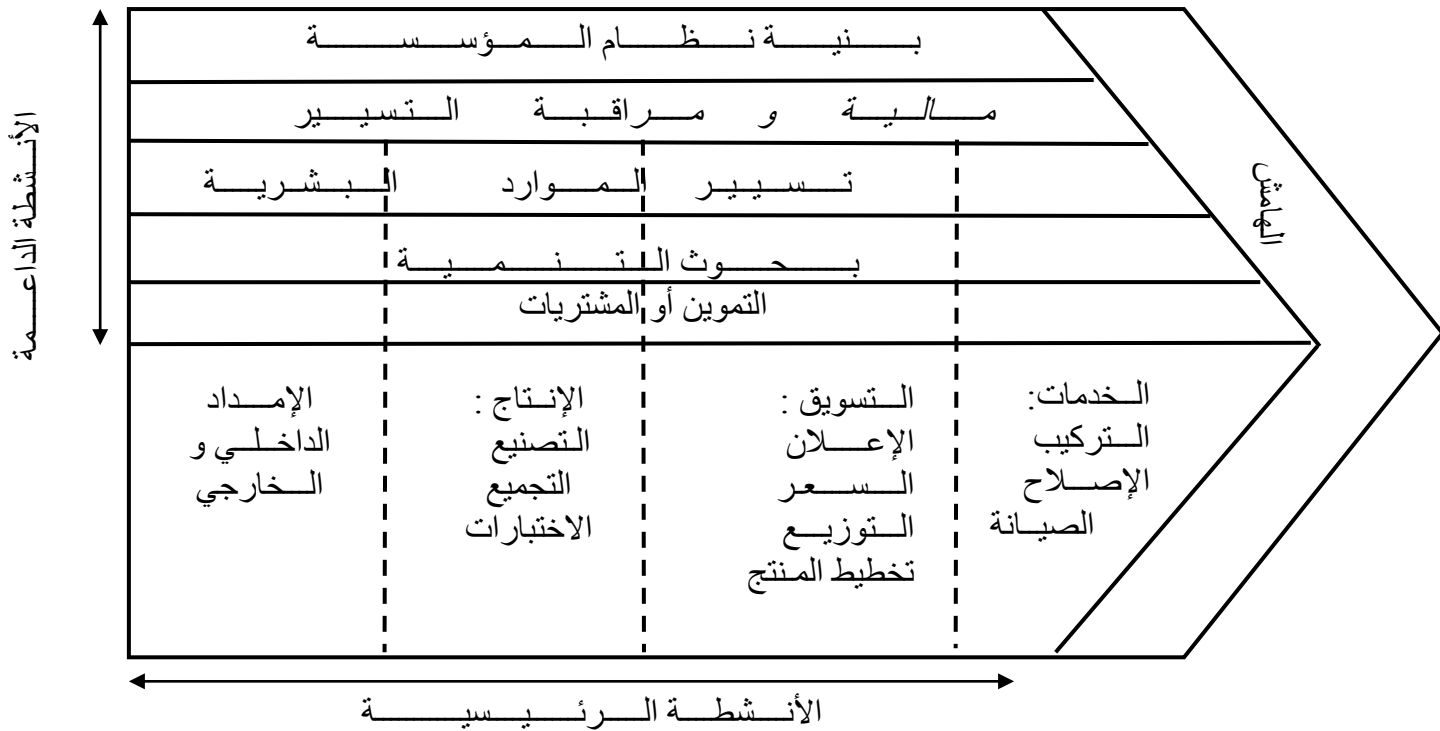 بنية نظام المؤسسة
مالية و مراقبة التسيير
تسيير الموارد البشرية
بحوث التنمية
التموين أو المشتريات
الأنشطة الداعمة
الهامش
الإمداد
الداخلي و
الخارجي
الإنتاج :
التصنيع
التجميع
الاختبارات
التسويق :
الإعلان
السعر
التوزيع
تخطيط المنتج
الخدمات:
التركيب
الإصلاح
الصيانة
الأنشطة الرئيسية